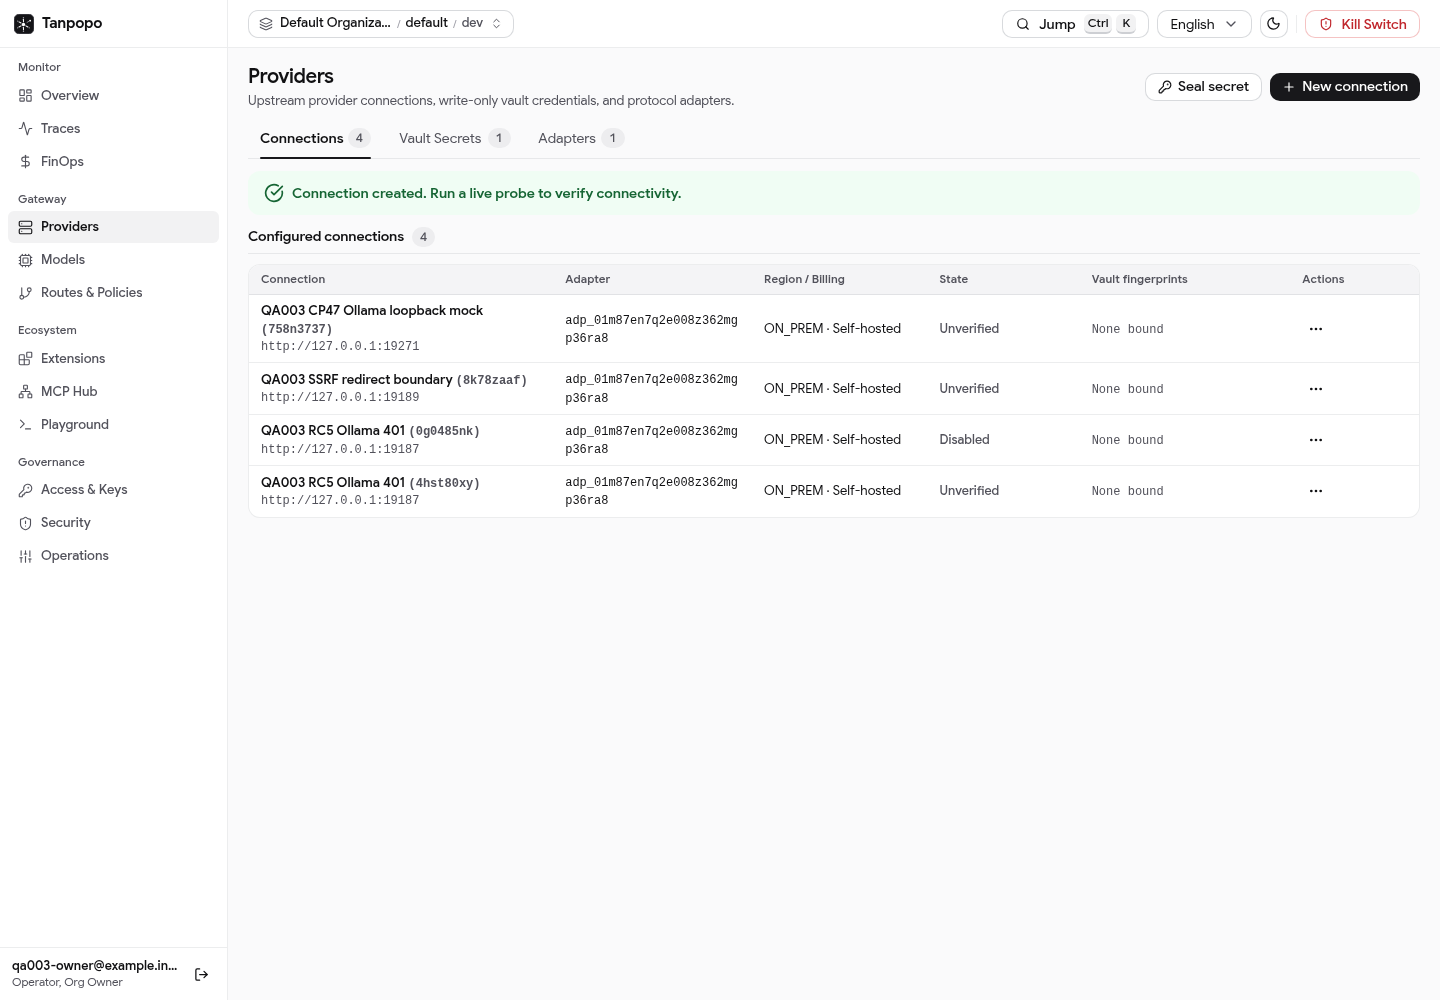 Tanpopo
Default Organiza... / default / dev
Jump Ctrl K
English
Kill Switch
Monitor
Overview
Traces
FinOps
Gateway
Providers
Models
Routes & Policies
Ecosystem
Extensions
MCP Hub
Playground
Governance
Access & Keys
Security
Operations
qa003-owner@example.in...
Operator, Org Owner
Providers
Upstream provider connections, write-only vault credentials, and protocol adapters.
Seal secret
New connection
Connections 4
Vault Secrets 1
Adapters 1
Connection created. Run a live probe to verify connectivity.
Configured connections 4
Connection Adapter Region / Billing State Vault fingerprints Actions
QA003 CP47 Ollama loopback mock
(758n3737)
http://127.0.0.1:19271
adp_01m87en7q2e008z362mg
p36ra8
ON_PREM · Self-hosted
Unverified
None bound
QA003 SSRF redirect boundary (8k78zaaf)
http://127.0.0.1:19189
adp_01m87en7q2e008z362mg
p36ra8
ON_PREM · Self-hosted
Unverified
None bound
QA003 RC5 Ollama 401 (0g0485nk)
http://127.0.0.1:19187
adp_01m87en7q2e008z362mg
p36ra8
ON_PREM · Self-hosted
Disabled
None bound
QA003 RC5 Ollama 401 (4hst80xy)
http://127.0.0.1:19187
adp_01m87en7q2e008z362mg
p36ra8
ON_PREM · Self-hosted
Unverified
None bound